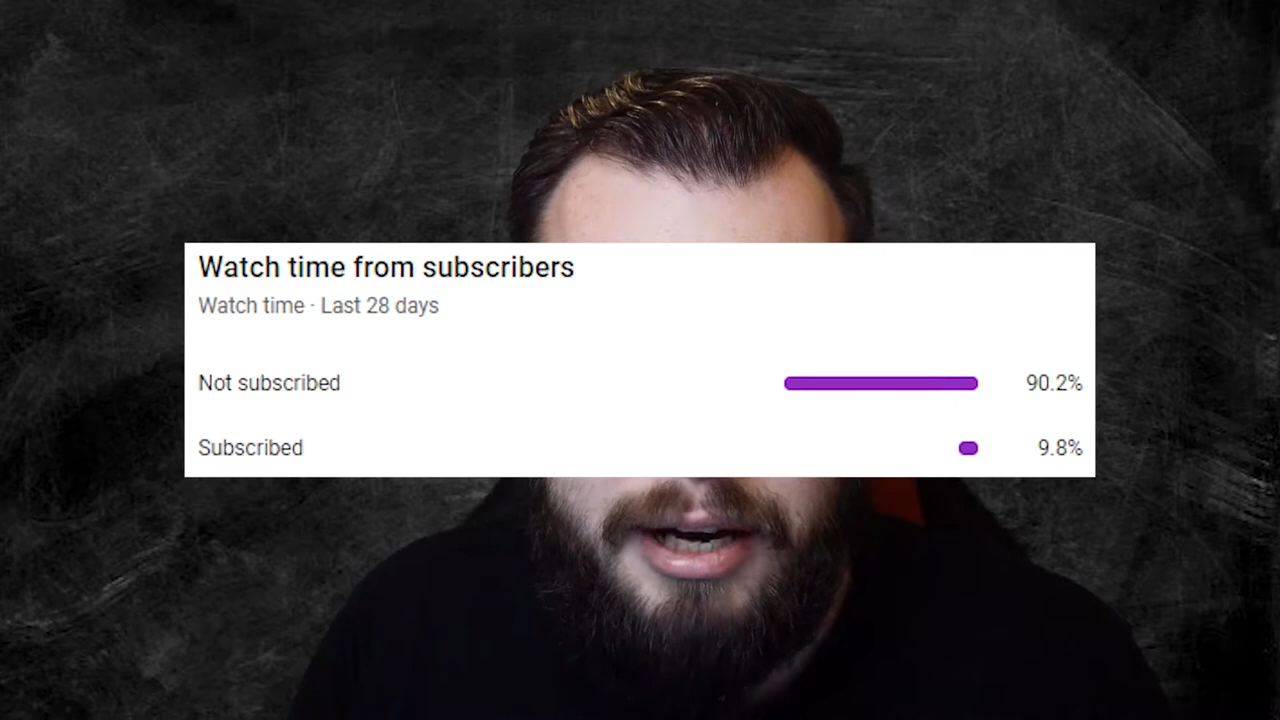 Watch time from subscribers
Watch time · Last 28 days
Not subscribed 90.2%
Subscribed 9.8%